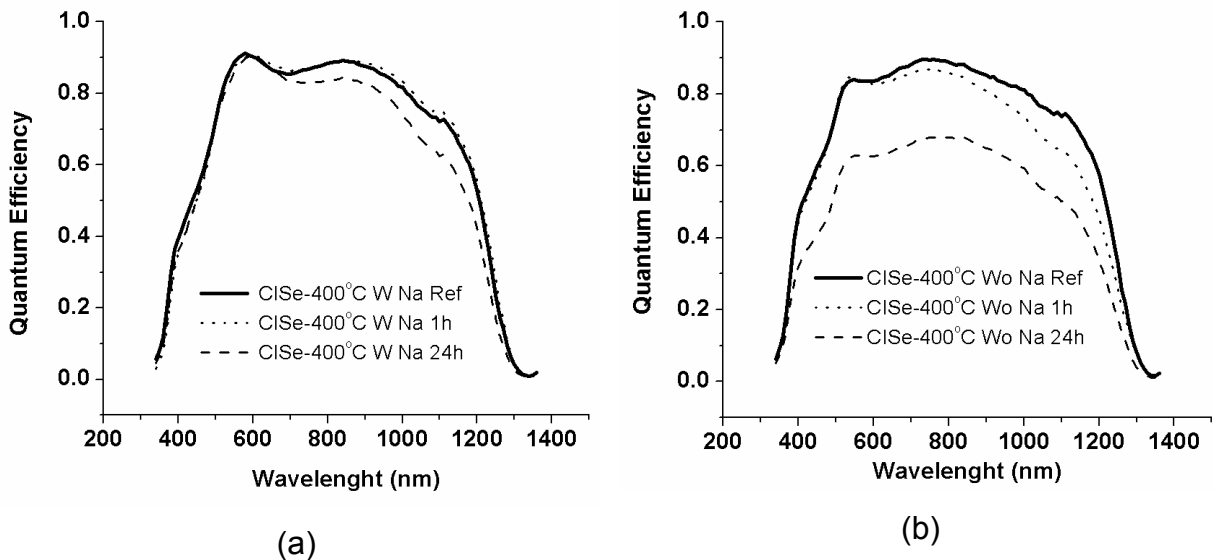 1.0
0.8
0.6
0.4
0.2
0.0
Quantum Efficiency
CISe-400°C W Na Ref
CISe-400°C W Na 1h
CISe-400°C W Na 24h
200 400 600 800 1000 1200 1400
Wavelenght (nm)
(a)
1.0
0.8
0.6
0.4
0.2
0.0
Quantum Efficiency
CISe-400°C Wo Na Ref
CISe-400°C Wo Na 1h
CISe-400°C Wo Na 24h
200 400 600 800 1000 1200 1400
Wavelenght (nm)
(b)